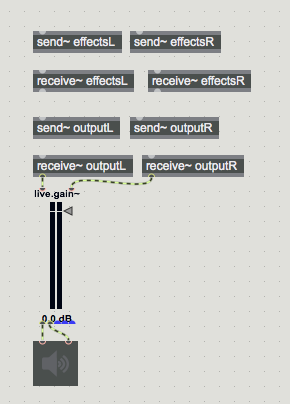 send~ effectsL send~ effectsR
receive~ effectsL receive~ effectsR
send~ outputL send~ outputR
receive~ outputL receive~ outputR
live.gain~
0.0 dB